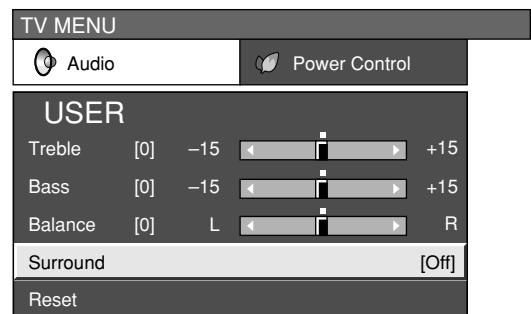 TV MENU
Audio Power Control
USER
Treble [0] –15 +15
Bass [0] –15 +15
Balance [0] L R
Surround [Off]
Reset